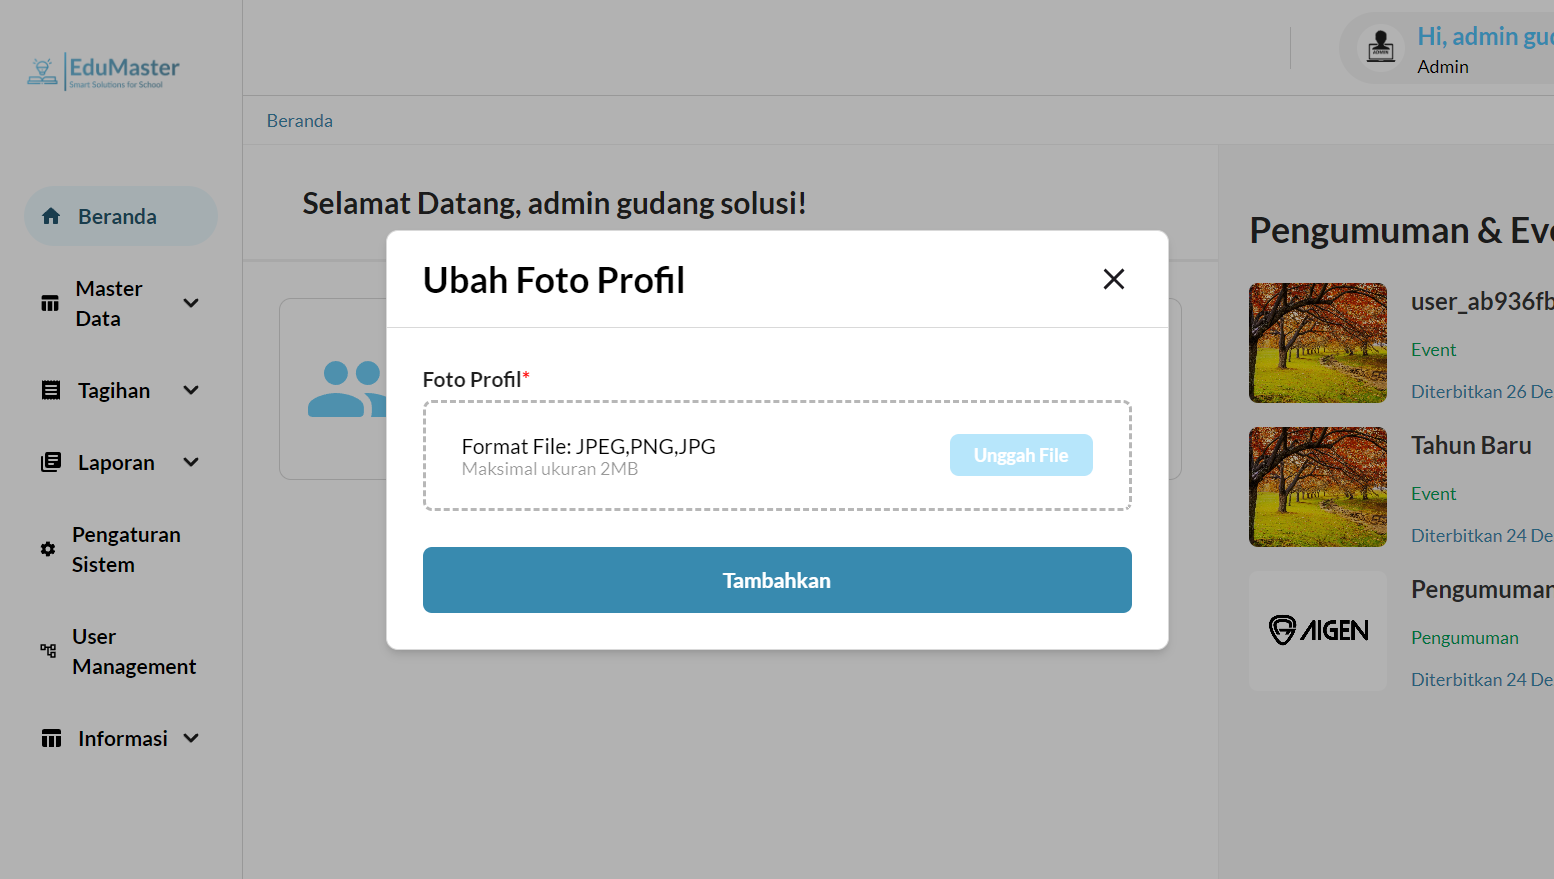 EduMaster
Smart Solutions for School
Hi, admin gud
Admin
Beranda
Beranda
Master
Data
Tagihan
Laporan
Pengaturan
Sistem
User
Management
Informasi
Selamat Datang, admin gudang solusi!
Ubah Foto Profil
Foto Profil*
Format File: JPEG,PNG,JPG
Maksimal ukuran 2MB
Unggah File
Tambahkan
Pengumuman & Eve
user_ab936fb
Event
Diterbitkan 26 De
Tahun Baru
Event
Diterbitkan 24 De
AIGEN
Pengumuman
Pengumuman
Diterbitkan 24 De